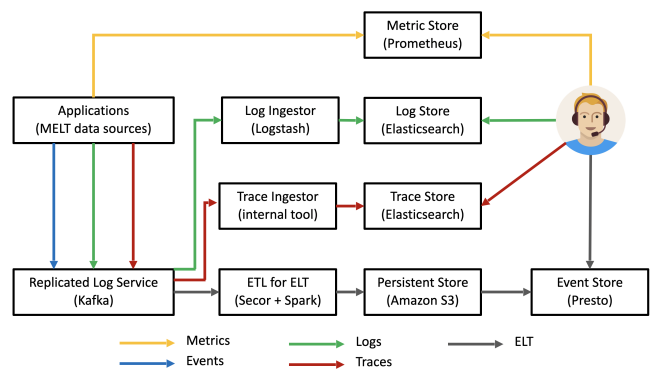 Metric Store
(Prometheus)
Applications
(MELT data sources)
Log Ingestor
(Logstash)
Log Store
(Elasticsearch)
Trace Ingestor
(internal tool)
Trace Store
(Elasticsearch)
Replicated Log Service
(Kafka)
ETL for ELT
(Secor + Spark)
Persistent Store
(Amazon S3)
Event Store
(Presto)
Metrics
Logs
ELT
Events
Traces